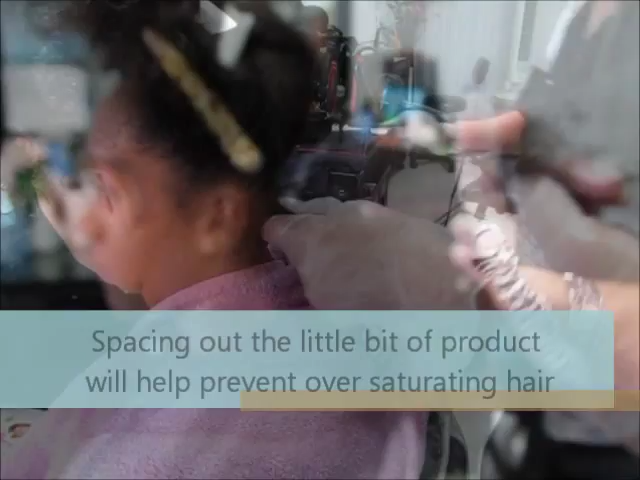 Spacing out the little bit of product
will help prevent over saturating hair